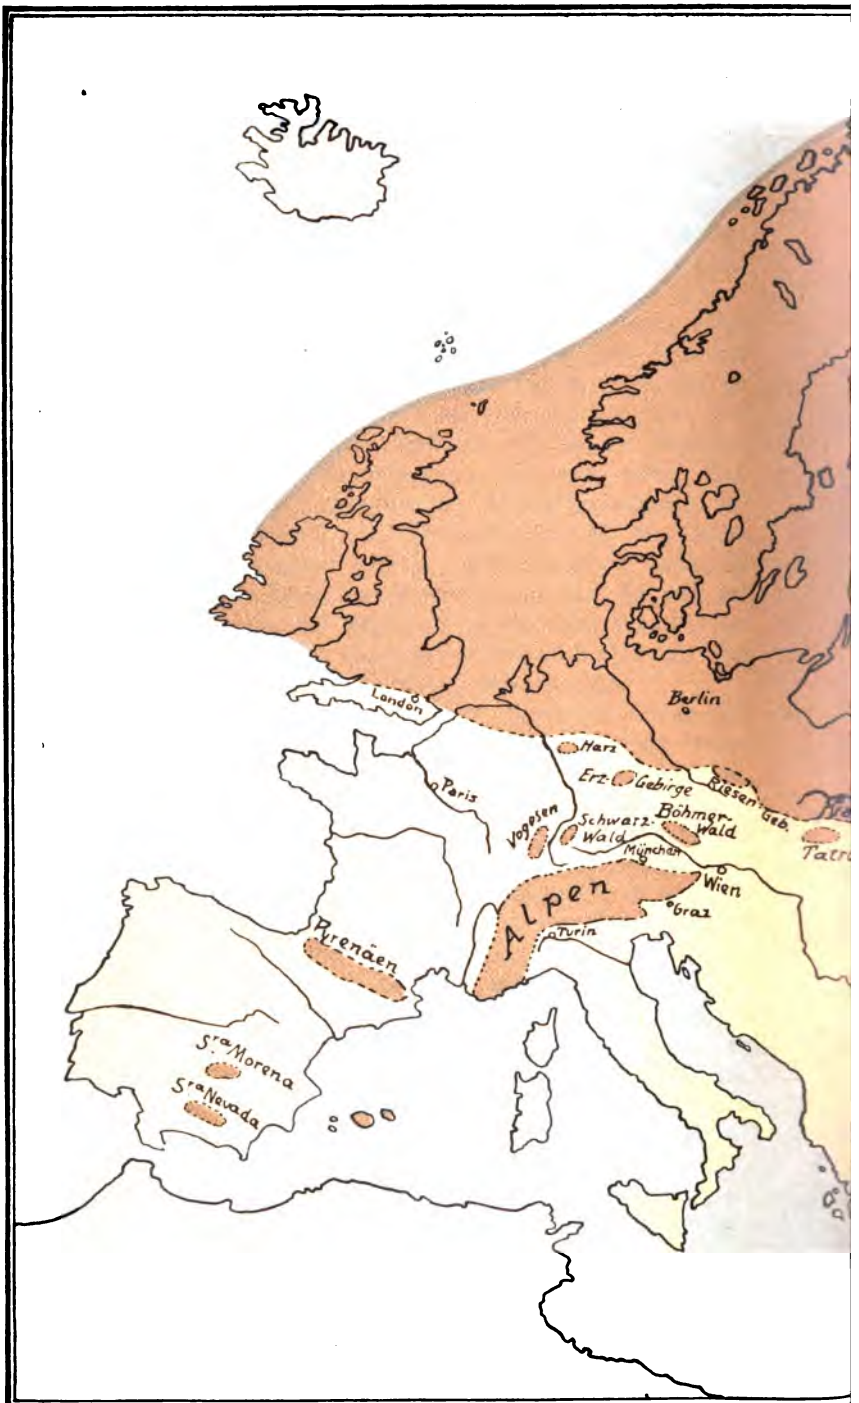 London
Berlin
Harz
Erz-Gebirge
Riesen-Geb.
Paris
Vogesen
Schwarz-
Wald
Böhmer-
Wald
München
Wien
Tatra
Alpen
Graz
Turin
Pyrenäen
Sra Morena
Sra Nevada